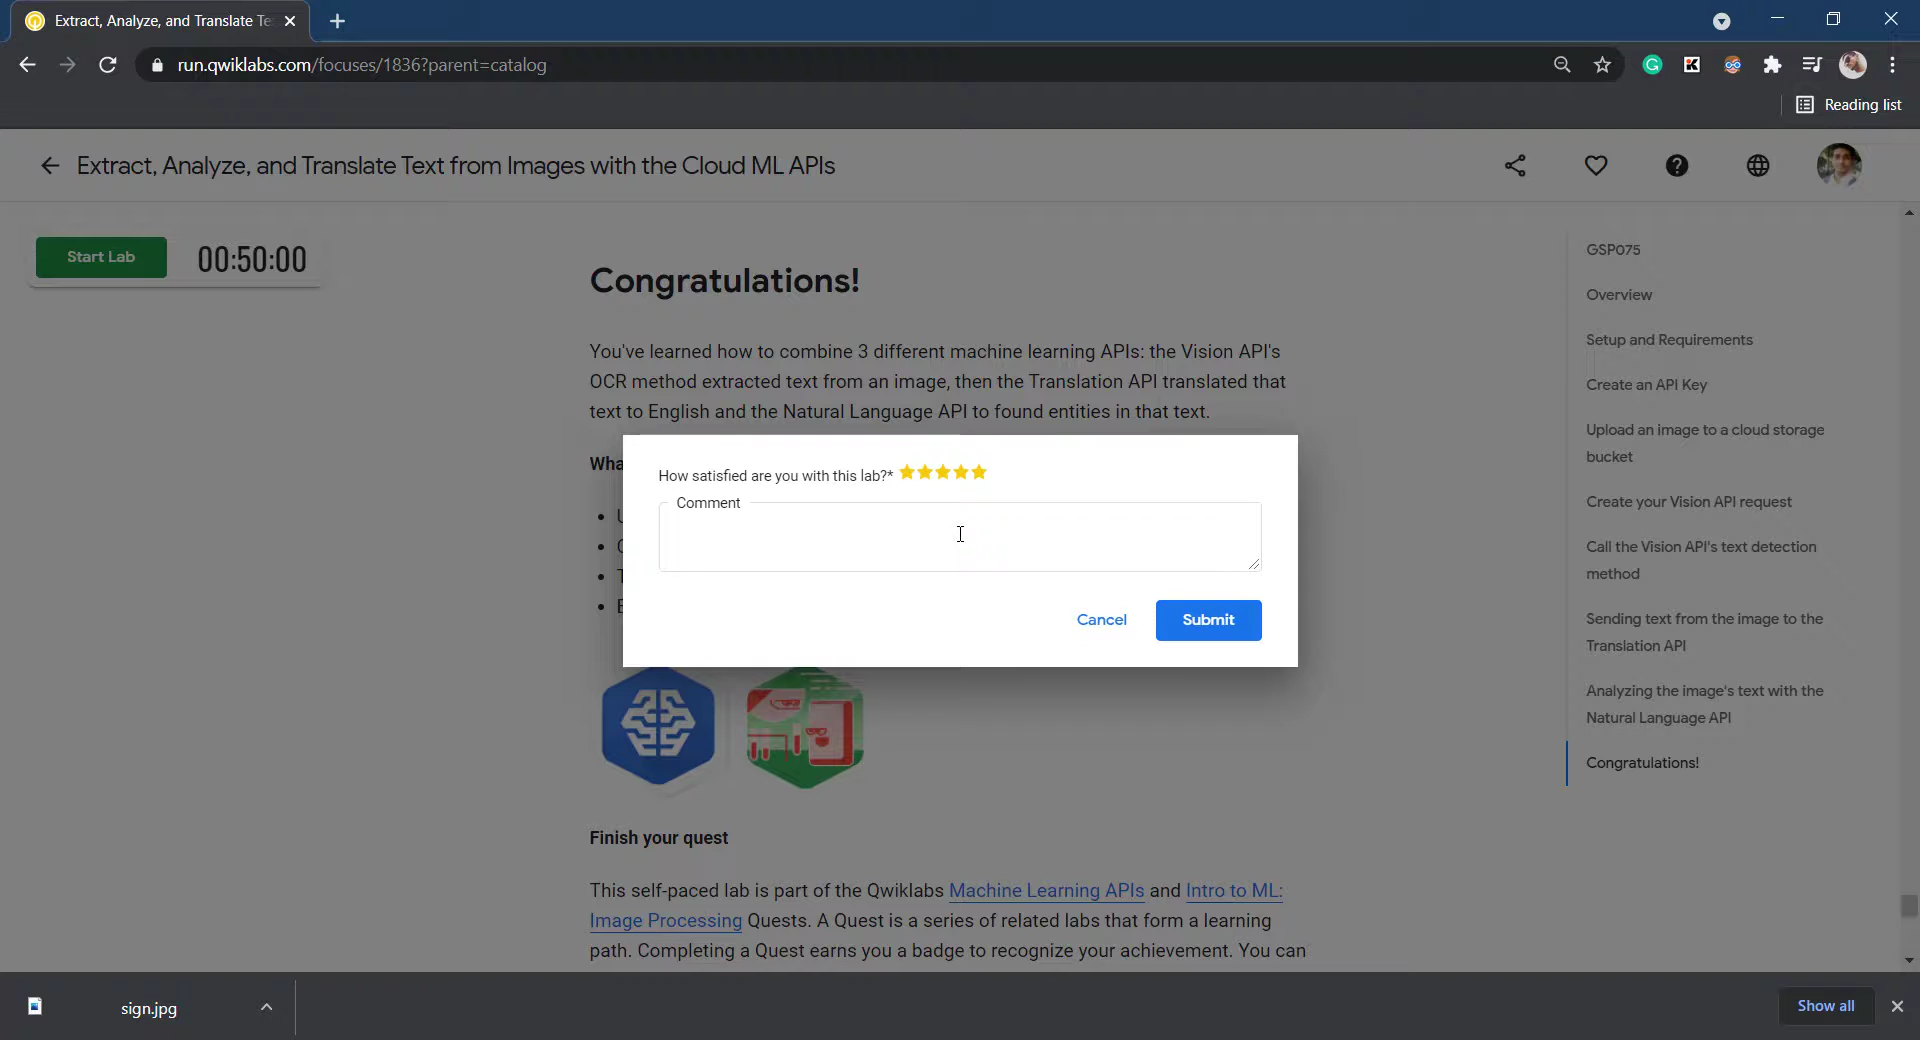 Extract, Analyze, and Translate Te
run.qwiklabs.com/focuses/1836?parent=catalog
Reading list
Extract, Analyze, and Translate Text from Images with the Cloud ML APIs
Start Lab
00:50:00
Congratulations!
You've learned how to combine 3 different machine learning APIs: the Vision API's
OCR method extracted text from an image, then the Translation API translated that
text to English and the Natural Language API to found entities in that text.
How satisfied are you with this lab?*
Comment
Cancel
Submit
Finish your quest
This self-paced lab is part of the Qwiklabs Machine Learning APIs and Intro to ML:
Image Processing Quests. A Quest is a series of related labs that form a learning
path. Completing a Quest earns you a badge to recognize your achievement. You can
GSP075
Overview
Setup and Requirements
Create an API Key
Upload an image to a cloud storage
bucket
Create your Vision API request
Call the Vision API's text detection
method
Sending text from the image to the
Translation API
Analyzing the image's text with the
Natural Language API
Congratulations!
sign.jpg
Show all